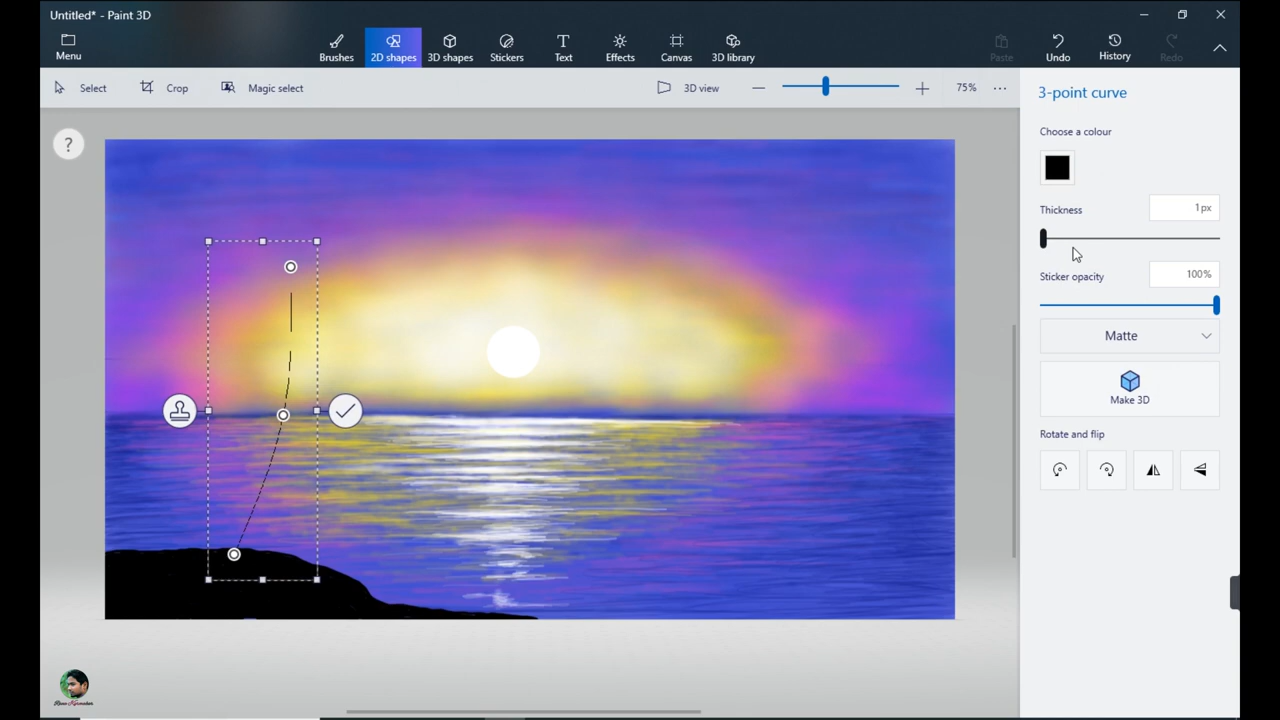 Untitled* - Paint 3D
Menu
Brushes
2D shapes
3D shapes
Stickers
Text
Effects
Canvas
3D library
Paste
Undo
History
Redo
Select
Crop
Magic select
3D view
75%
?
3-point curve
Choose a colour
Thickness
1px
Sticker opacity
100%
Matte
Make 3D
Rotate and flip